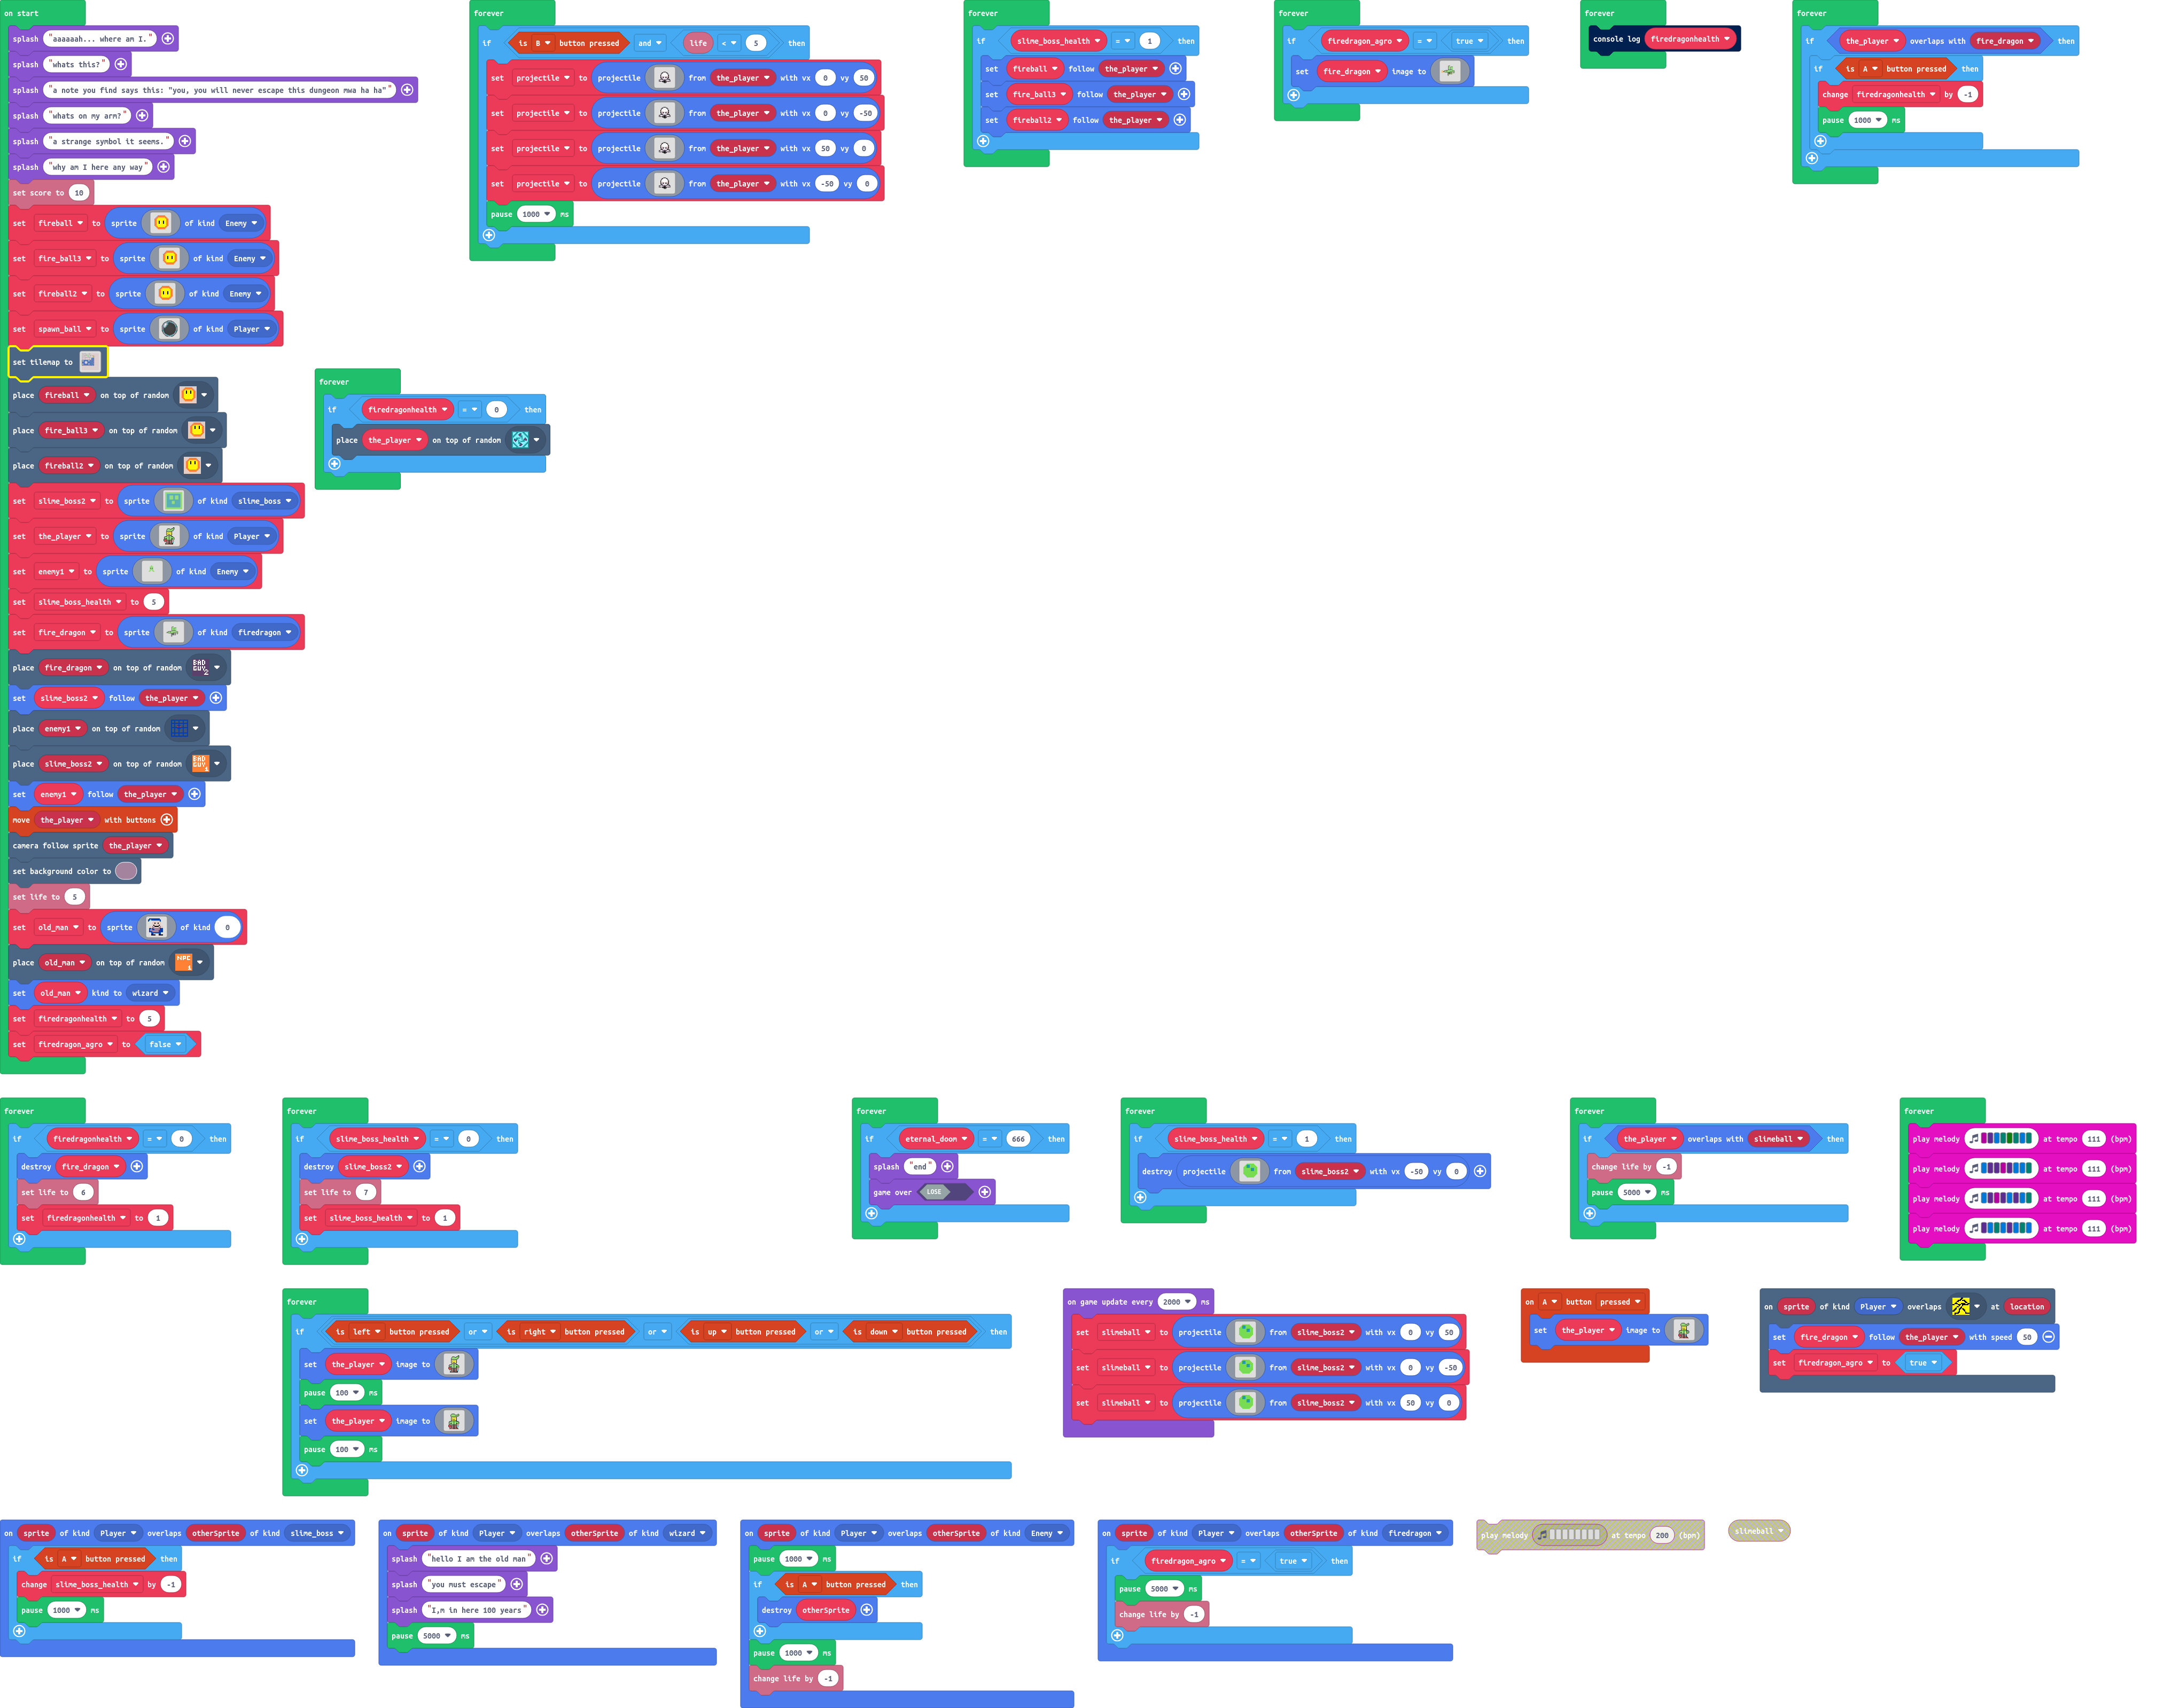 on start
splash "aaaaaah... where am I."
splash "whats this?"
splash "a note you find says this: "you, you will never escape this dungeon mwa ha ha""
splash "whats on my arm?"
splash "a strange symbol it seems."
splash "why am I here any way"
set score to 10
set fireball to sprite of kind Enemy
set fire_ball3 to sprite of kind Enemy
set fireball2 to sprite of kind Enemy
set spawn_ball to sprite of kind Player
set tilemap to
place fireball on top of random
place fire_ball3 on top of random
place fireball2 on top of random
set slime_boss2 to sprite of kind slime_boss
set the_player to sprite of kind Player
set enemy1 to sprite of kind Enemy
set slime_boss_health to 5
set fire_dragon to sprite of kind firedragon
place fire_dragon on top of random BAD GUY 2
set slime_boss2 follow the_player
place enemy1 on top of random
place slime_boss2 on top of random BAD GUY 1
set enemy1 follow the_player
move the_player with buttons
camera follow sprite the_player
set background color to
set life to 5
set old_man to sprite of kind 0
place old_man on top of random NPC 1
set old_man kind to wizard
set firedragonhealth to 5
set firedragon_agro to false
forever
if is B button pressed and life < 5 then
set projectile to projectile from the_player with vx 0 vy 50
set projectile to projectile from the_player with vx 0 vy -50
set projectile to projectile from the_player with vx 50 vy 0
set projectile to projectile from the_player with vx -50 vy 0
pause 1000 ms
forever
if slime_boss_health = 1 then
set fireball follow the_player
set fire_ball3 follow the_player
set fireball2 follow the_player
forever
if firedragon_agro = true then
set fire_dragon image to
forever
console log firedragonhealth
forever
if the_player overlaps with fire_dragon then
if is A button pressed then
change firedragonhealth by -1
pause 1000 ms
forever
if firedragonhealth = 0 then
place the_player on top of random
forever
if firedragonhealth = 0 then
destroy fire_dragon
set life to 6
set firedragonhealth to 1
forever
if slime_boss_health = 0 then
destroy slime_boss2
set life to 7
set slime_boss_health to 1
forever
if eternal_doom = 666 then
splash "end"
game over LOSE
forever
if slime_boss_health = 1 then
destroy projectile from slime_boss2 with vx -50 vy 0
forever
if the_player overlaps with slimeball then
change life by -1
pause 5000 ms
forever
play melody at tempo 111 (bpm)
play melody at tempo 111 (bpm)
play melody at tempo 111 (bpm)
play melody at tempo 111 (bpm)
forever
if is left button pressed or is right button pressed or is up button pressed or is down button pressed then
set the_player image to
pause 100 ms
set the_player image to
pause 100 ms
on game update every 2000 ms
set slimeball to projectile from slime_boss2 with vx 0 vy 50
set slimeball to projectile from slime_boss2 with vx 0 vy -50
set slimeball to projectile from slime_boss2 with vx 50 vy 0
on A button pressed
set the_player image to
on sprite of kind Player overlaps at location
set fire_dragon follow the_player with speed 50
set firedragon_agro to true
on sprite of kind Player overlaps otherSprite of kind slime_boss
if is A button pressed then
change slime_boss_health by -1
pause 1000 ms
on sprite of kind Player overlaps otherSprite of kind wizard
splash "hello I am the old man"
splash "you must escape"
splash "I,m in here 100 years"
pause 5000 ms
on sprite of kind Player overlaps otherSprite of kind Enemy
pause 1000 ms
if is A button pressed then
destroy otherSprite
pause 1000 ms
change life by -1
on sprite of kind Player overlaps otherSprite of kind firedragon
if firedragon_agro = true then
pause 5000 ms
change life by -1
play melody at tempo 200 (bpm)
slimeball